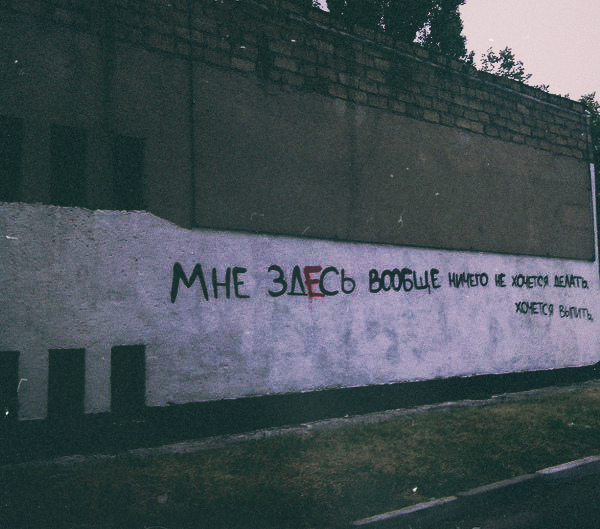 Мне здЕсь вообще ничего не хочется делать.
хочется выпить.